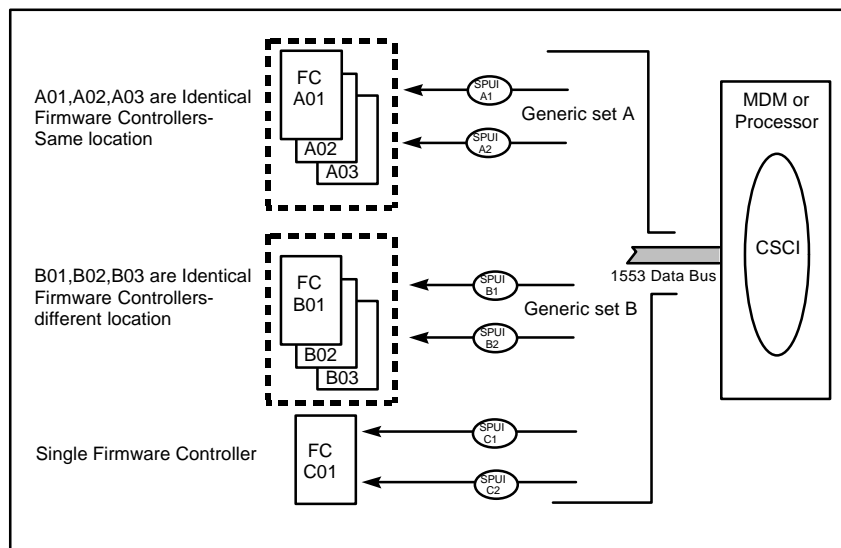 A01,A02,A03 are Identical
Firmware Controllers-
Same location
FC
A01
A02
A03
SPUI
A1
SPUI
A2
Generic set A
MDM or
Processor
CSCI
1553 Data Bus
B01,B02,B03 are Identical
Firmware Controllers-
different location
FC
B01
B02
B03
SPUI
B1
SPUI
B2
Generic set B
Single Firmware Controller
FC
C01
SPUI
C1
SPUI
C2